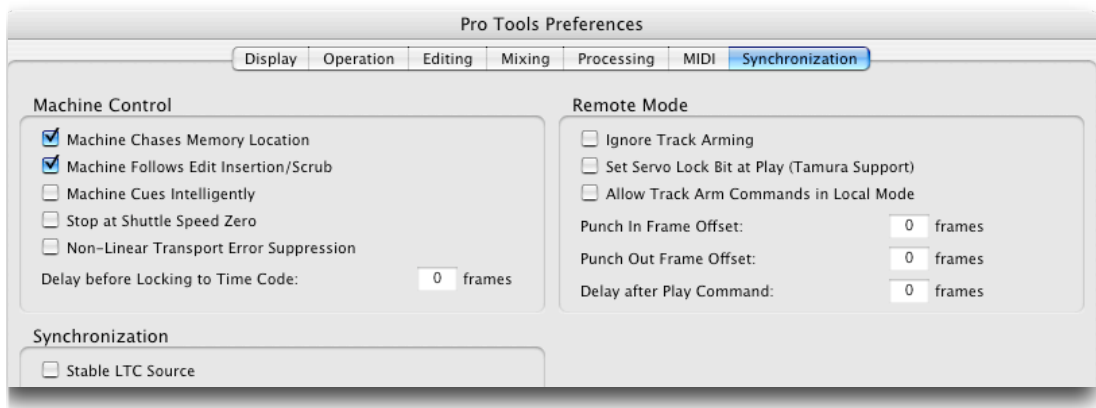 Pro Tools Preferences
Display Operation Editing Mixing Processing MIDI Synchronization
Machine Control
Machine Chases Memory Location
Machine Follows Edit Insertion/Scrub
Machine Cues Intelligently
Stop at Shuttle Speed Zero
Non-Linear Transport Error Suppression
Delay before Locking to Time Code: 0 frames
Remote Mode
Ignore Track Arming
Set Servo Lock Bit at Play (Tamura Support)
Allow Track Arm Commands in Local Mode
Punch In Frame Offset: 0 frames
Punch Out Frame Offset: 0 frames
Delay after Play Command: 0 frames
Synchronization
Stable LTC Source